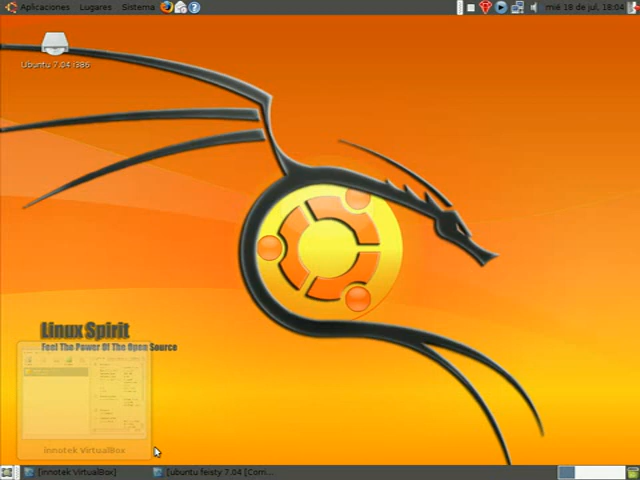 Aplicaciones Lugares Sistema
mié 18 de jul, 18:04
Ubuntu 7.04 i386
Linux Spirit
Feel The Power Of The Open Source
innotek VirtualBox
[innotek VirtualBox]
[ubuntu feisty 7.04 [Corri...